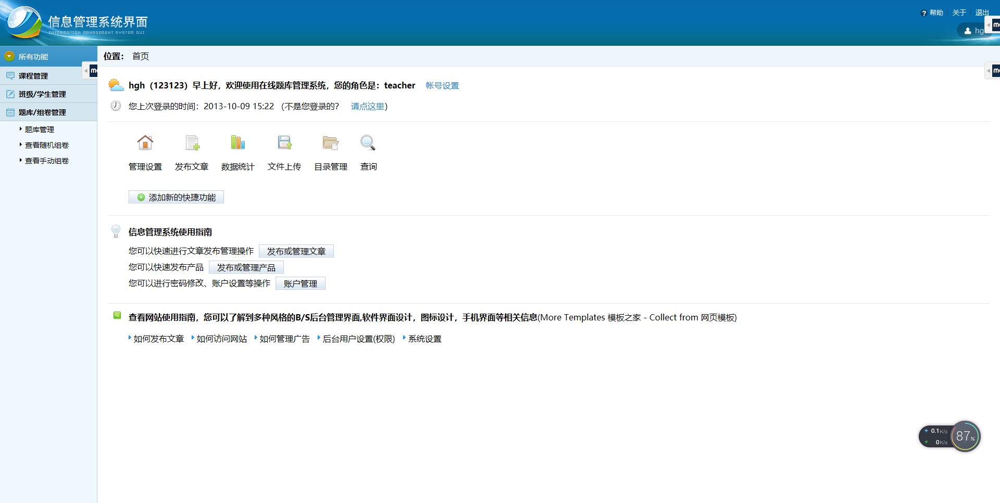 信息管理系统界面
INFORMATION MANAGEMENT SYSTEM GUI
帮助 关于 退出
所有功能
课程管理
班级/学生管理
题库/组卷管理
题库管理
查看随机组卷
查看手动组卷
位置： 首页
hgh（123123）早上好，欢迎使用在线题库管理系统，您的角色是：teacher 帐号设置
您上次登录的时间：2013-10-09 15:22 （不是您登录的？ 请点这里）
管理设置 发布文章 数据统计 文件上传 目录管理 查询
添加新的快捷功能
信息管理系统使用指南
您可以快速进行文章发布管理操作 发布或管理文章
您可以快速发布产品 发布或管理产品
您可以进行密码修改、账户设置等操作 账户管理
查看网站使用指南，您可以了解到多种风格的B/S后台管理界面,软件界面设计，图标设计，手机界面等相关信息(More Templates 模板之家 - Collect from 网页模板)
如何发布文章 如何访问网站 如何管理广告 后台用户设置(权限) 系统设置
0.1K/s
0K/s
87%